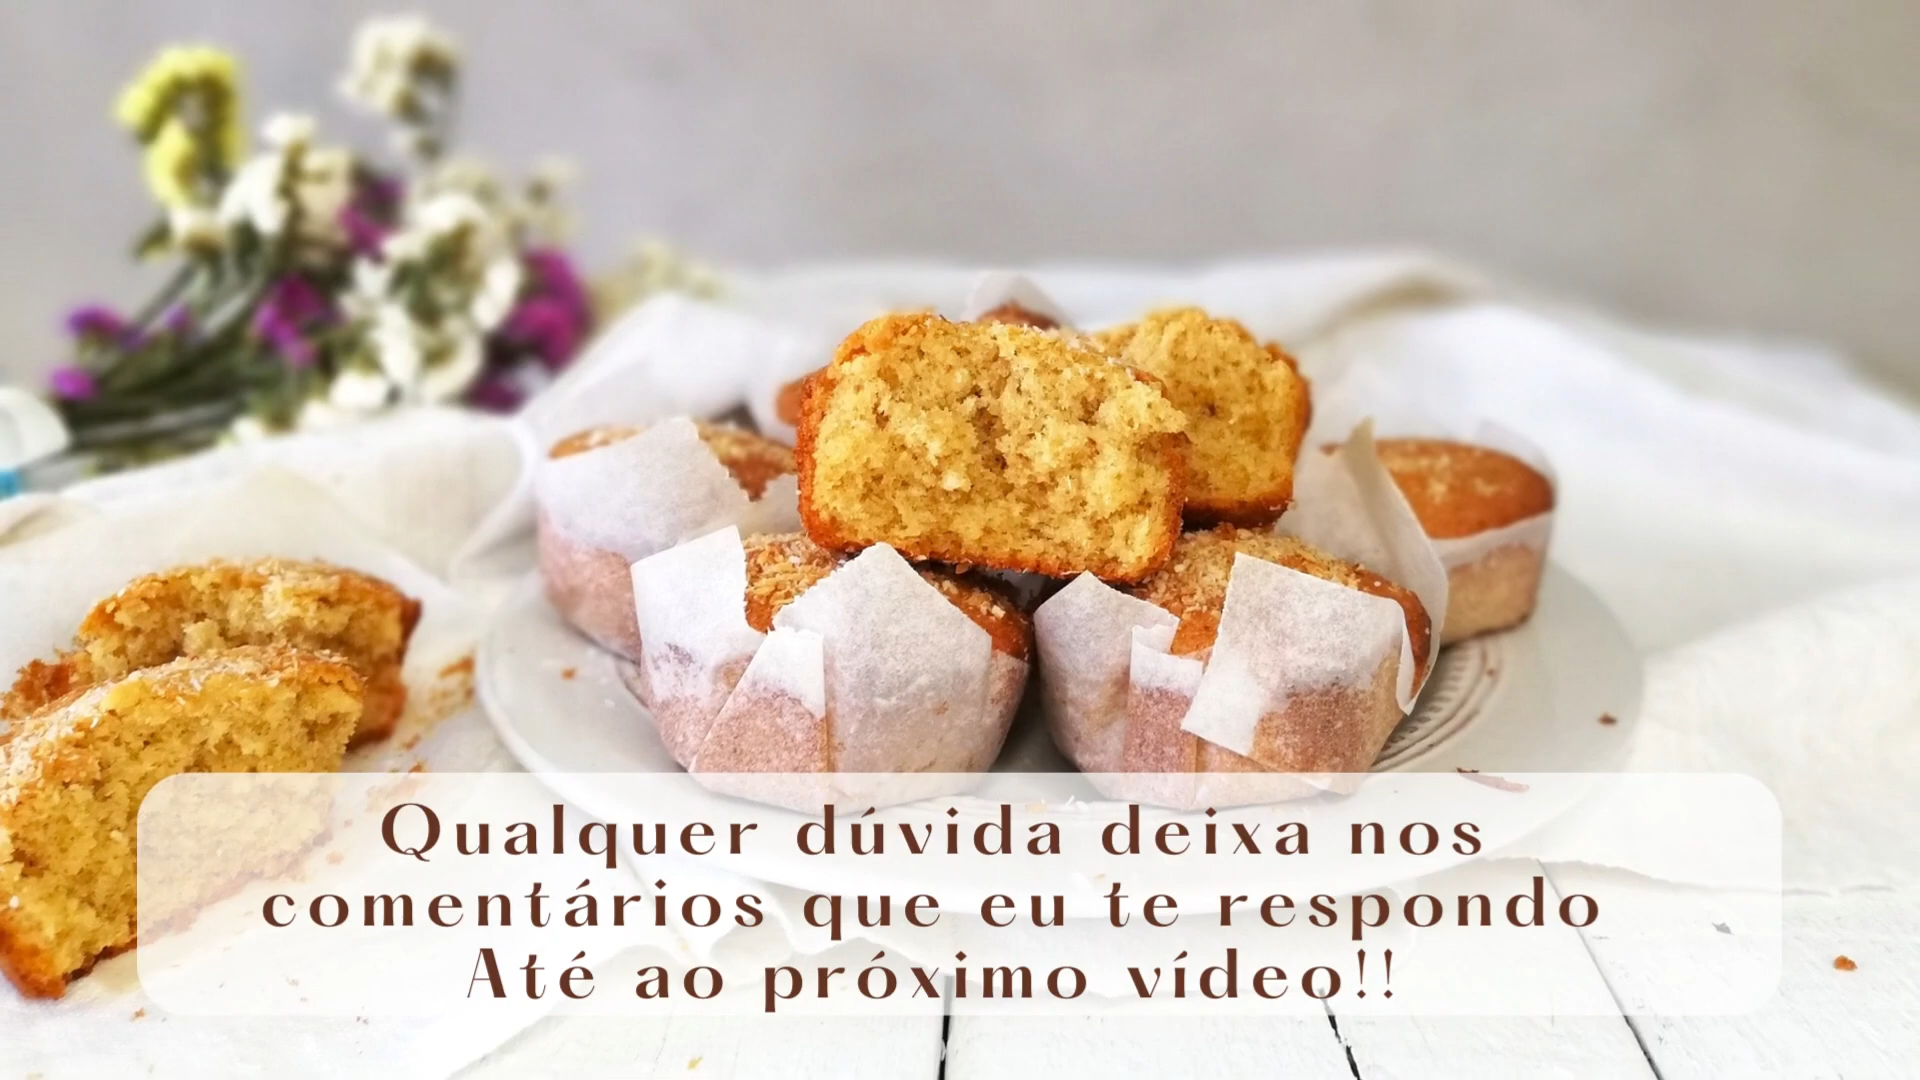 Qualquer dúvida deixa nos
comentários que eu te respondo
Até ao próximo vídeo!!